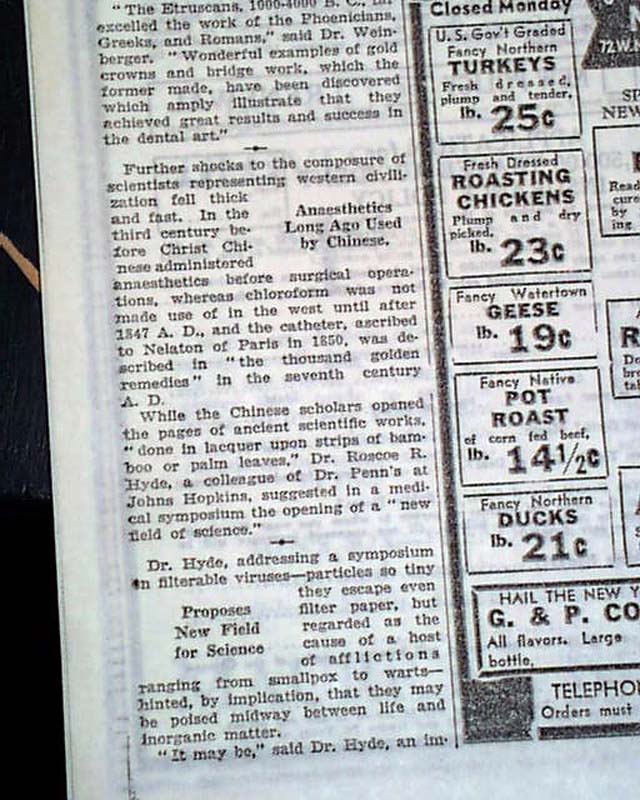 "The Etruscans, 1000-4000 B. C.,
excelled the work of the Phoenicians,
Greeks, and Romans," said Dr. Wein-
berger. "Wonderful examples of gold
crowns and bridge work, which the
former made, have been discovered
which amply illustrate that they
achieved great results and success in
the dental art."
Further shocks to the composure of
scientists representing western civili-
zation fell thick
and fast. In the
third century be-
fore Christ Chi-
nese administered
Anaesthetics
Long Ago Used
by Chinese.
anaesthetics before surgical opera-
tions, whereas chloroform was not
made use of in the west until after
1847 A. D., and the catheter, ascribed
to Nelaton of Paris in 1850, was de-
scribed in "the thousand golden
remedies" in the seventh century
A. D.
While the Chinese scholars opened
the pages of ancient scientific works,
"done in lacquer upon strips of bam-
boo or palm leaves," Dr. Roscoe R.
Hyde, a colleague of Dr. Penn's at
Johns Hopkins, suggested in a medi-
cal symposium the opening of a "new
field of science."
Dr. Hyde, addressing a symposium
on filterable viruses—particles so tiny
they escape even
filter paper, but
regarded as the
cause of a host
of afflictions
Proposes
New Field
for Science
ranging from smallpox to warts—
hinted, by implication, that they may
be poised midway between life and
inorganic matter.
"It may be," said Dr. Hyde, an im-
Closed Monday
U. S. Gov't Graded
Fancy Northern
TURKEYS
Fresh dressed,
plump and tender,
lb. 25c
Fresh Dressed
ROASTING
CHICKENS
Plump and dry
picked.
lb. 23c
Fancy Watertown
GEESE
lb. 19c
Fancy Native
POT
ROAST
of corn fed beef,
lb. 14½c
Fancy Northern
DUCKS
lb. 21c
HAIL THE NEW Y
G. & P. CO
All flavors. Large
bottle,
TELEPHO
Orders must
72 W.
SP
NEW
Read
cure
by
ing
R